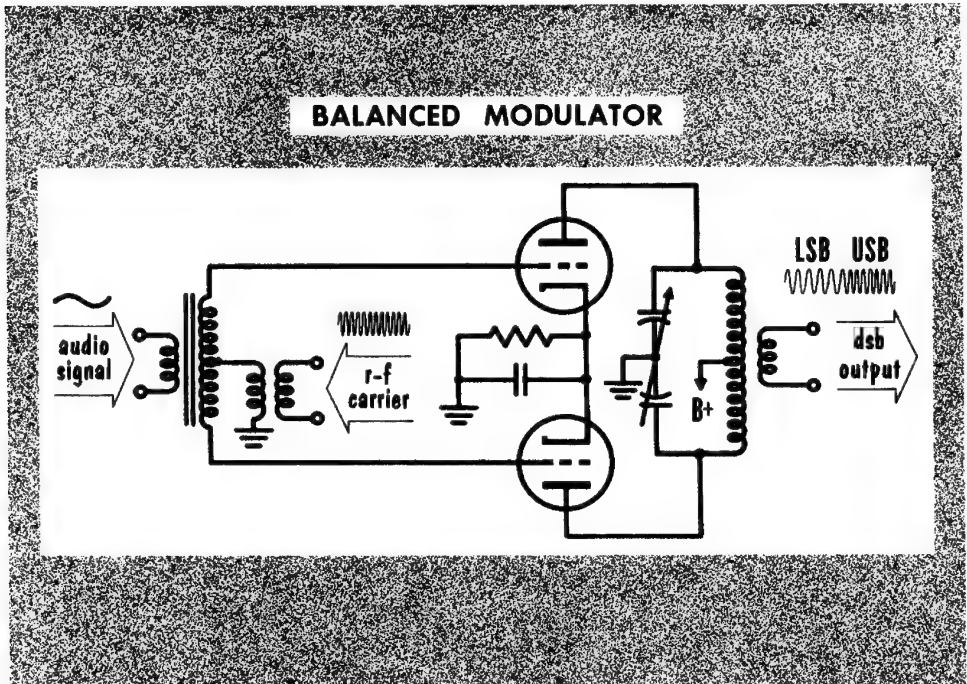 BALANCED MODULATOR
audio
signal
r-f
carrier
B+
LSB USB
dsb
output